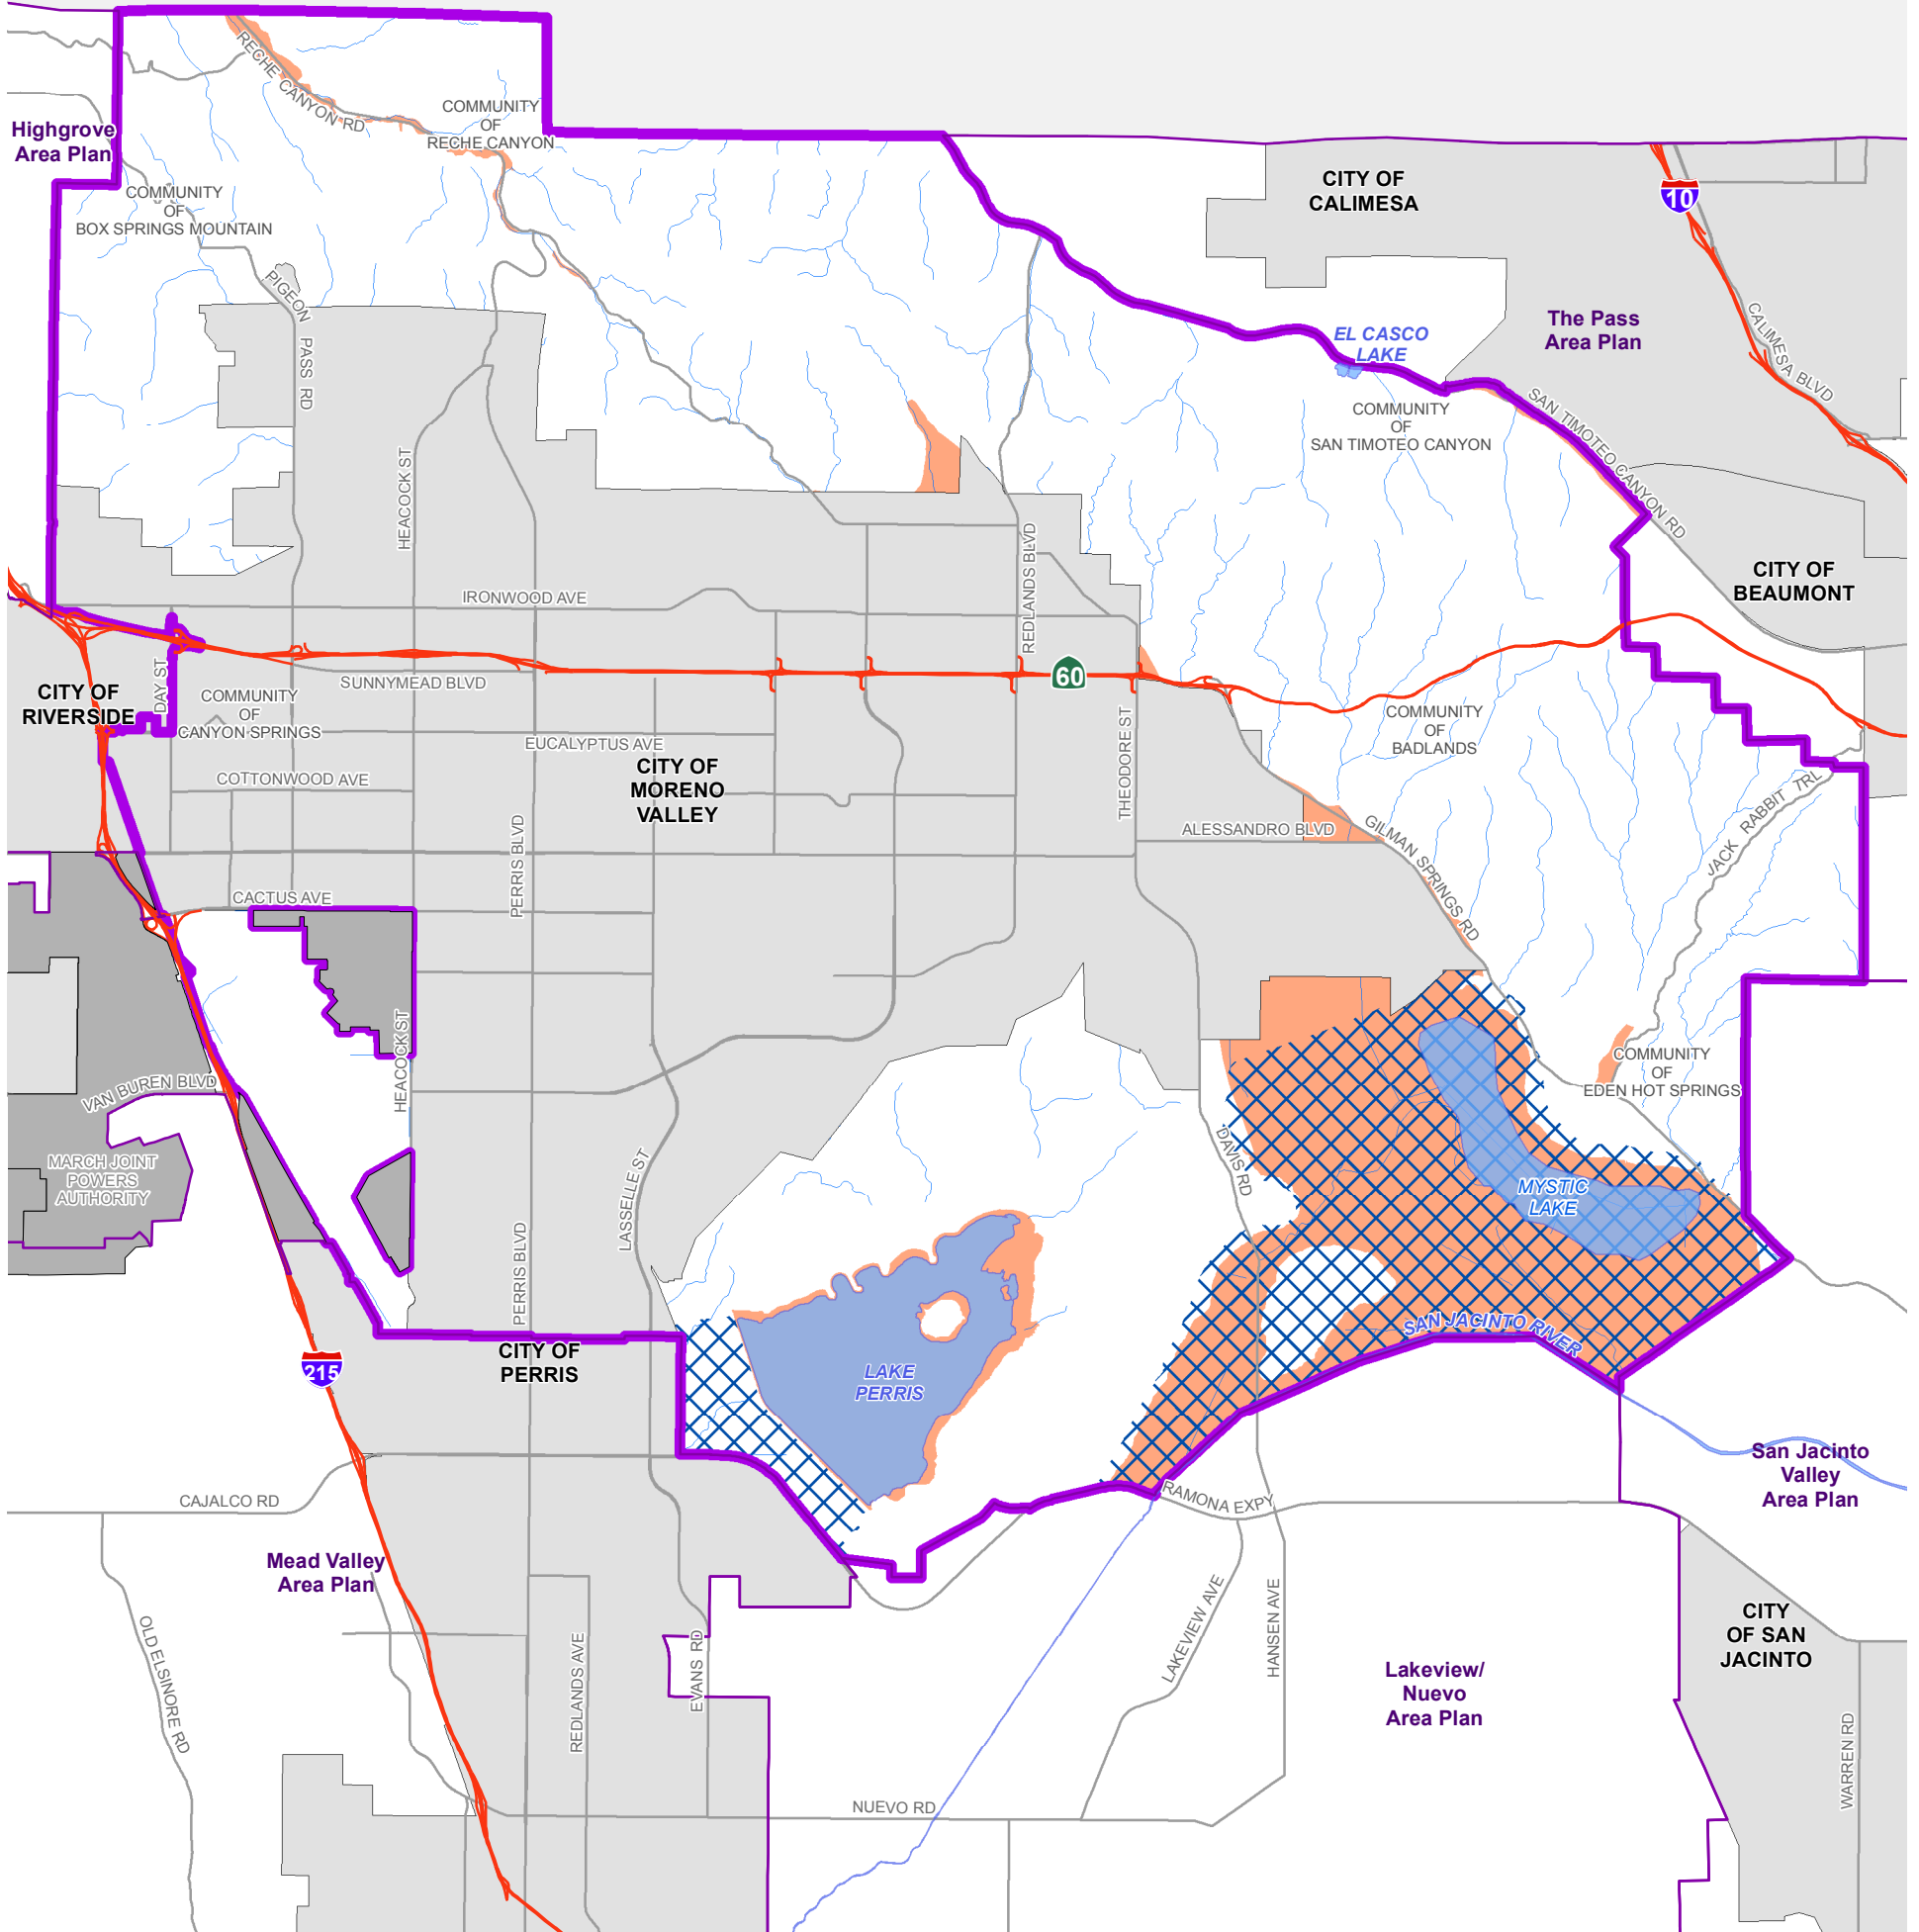 RECHE CANYON RD
COMMUNITY
OF
RECHE CANYON
Highgrove
Area Plan
COMMUNITY
OF
BOX SPRINGS MOUNTAIN
CITY OF
CALIMESA
10
PIGEON
PASS RD
The Pass
Area Plan
CALIMESA BLVD
EL CASCO
LAKE
COMMUNITY
OF
SAN TIMOTEO CANYON
SAN TIMOTEO CANYON RD
HEACOCK ST
REDLANDS BLVD
CITY OF
BEAUMONT
IRONWOOD AVE
60
SUNNYMEAD BLVD
DAY ST
CITY OF
RIVERSIDE
COMMUNITY
OF
CANYON SPRINGS
EUCALYPTUS AVE
COMMUNITY
OF
BADLANDS
THEODORE ST
COTTONWOOD AVE
CITY OF
MORENO
VALLEY
JACK RABBIT TRL
ALESSANDRO BLVD
GILMAN SPRINGS RD
PERRIS BLVD
CACTUS AVE
HEACOCK ST
VAN BUREN BLVD
COMMUNITY
OF
EDEN HOT SPRINGS
MARCH JOINT
POWERS
AUTHORITY
DAVIS RD
LASSELLE ST
MYSTIC
LAKE
PERRIS BLVD
SAN JACINTO RIVER
CITY OF
PERRIS
215
LAKE
PERRIS
San Jacinto
Valley
Area Plan
CAJALCO RD
RAMONA EXPY
Mead Valley
Area Plan
LAKEVIEW AVE
HANSEN AVE
CITY
OF SAN
JACINTO
OLD ELSINORE RD
REDLANDS AVE
EVANS RD
Lakeview/
Nuevo
Area Plan
WARREN RD
NUEVO RD